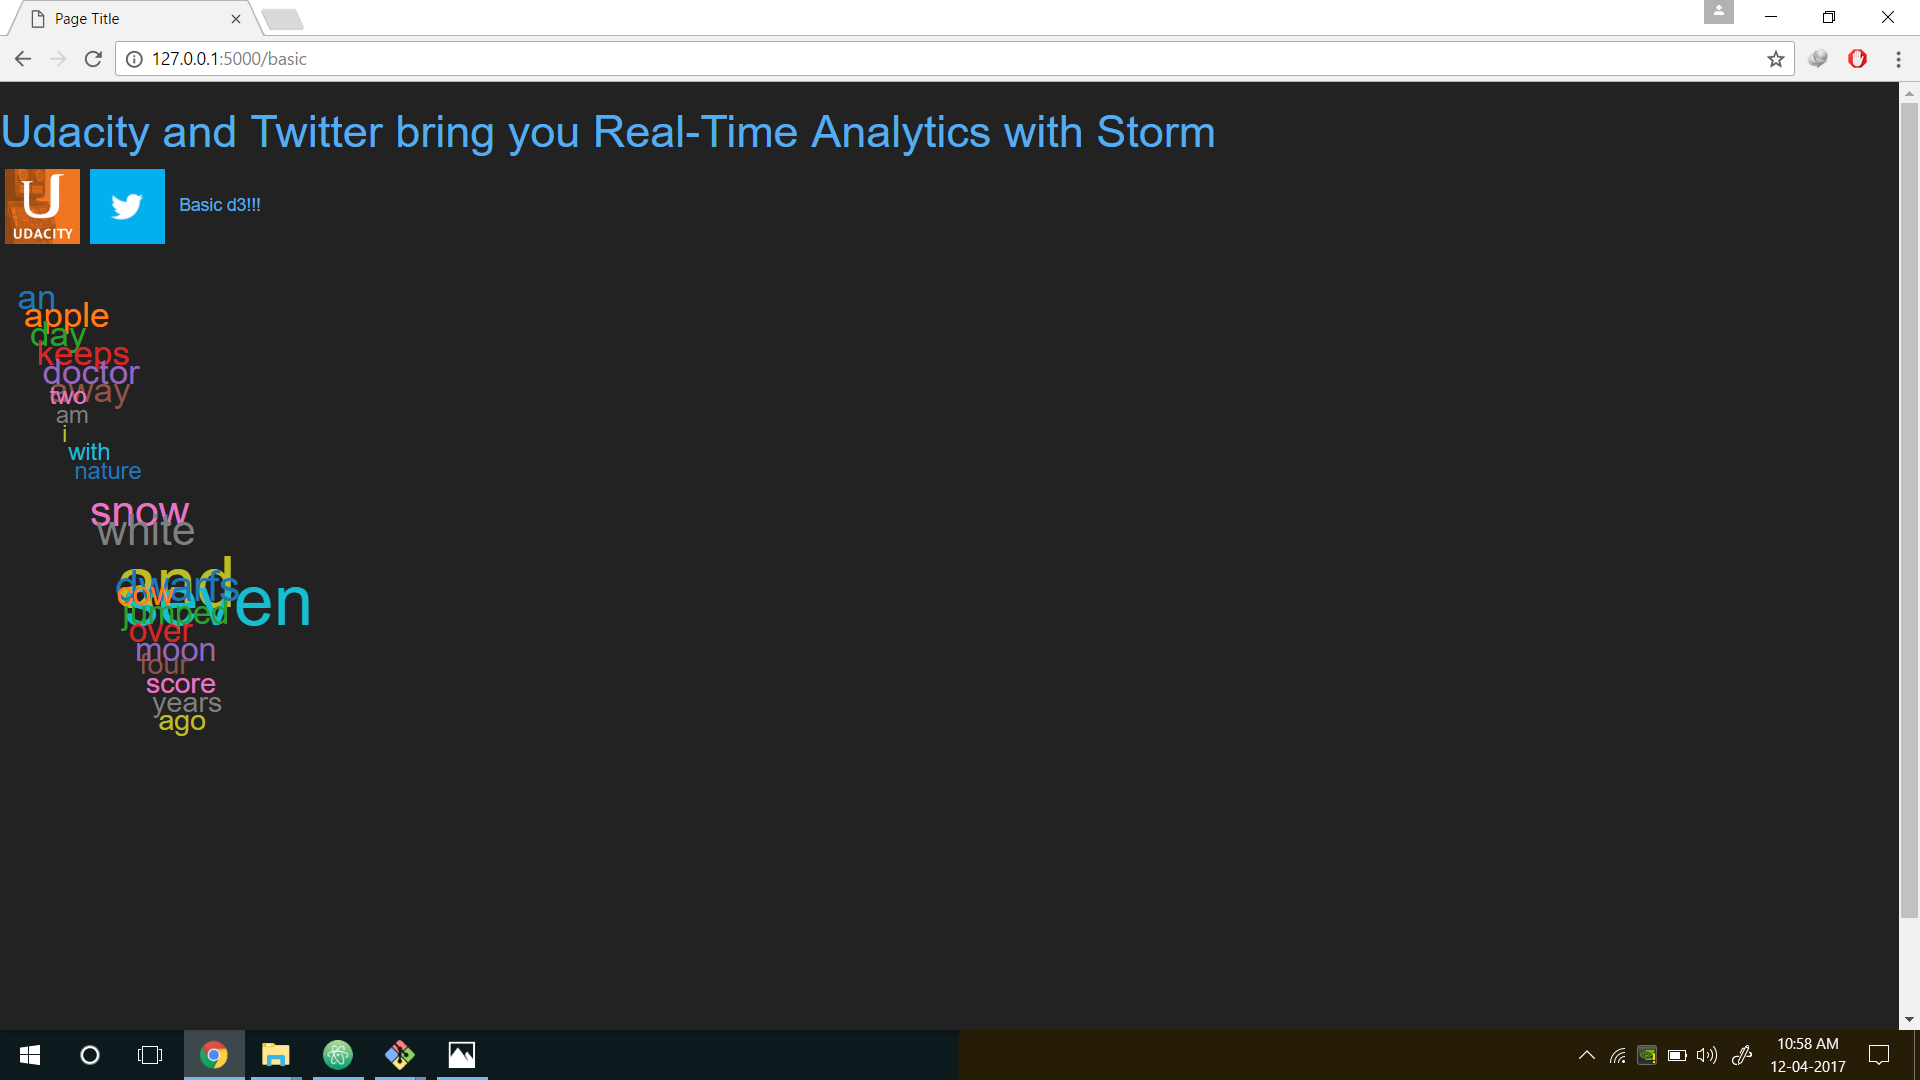 Page Title
127.0.0.1:5000/basic
Udacity and Twitter bring you Real-Time Analytics with Storm
U
UDACITY
Basic d3!!!
an
apple
day
keeps
doctor
away
two
am
i
with
nature
snow
white
and
dwarfs
cow
seven
jumped
over
moon
four
score
years
ago
10:58 AM
12-04-2017